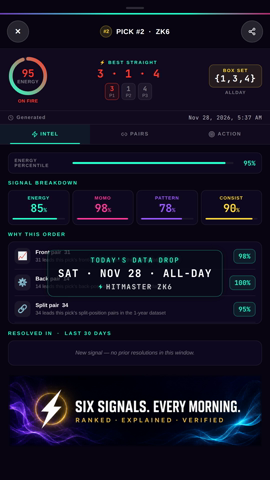 #2 PICK #2 · ZK6
95
ENERGY
ON FIRE
⚡ BEST STRAIGHT
3 · 1 · 4
3 1 4
P1 P2 P3
BOX SET
{1,3,4}
ALLDAY
Generated
Nov 28, 2026, 5:37 AM
INTEL
PAIRS
ACTION
ENERGY
PERCENTILE
95%
SIGNAL BREAKDOWN
ENERGY
85%
MOMO
98%
PATTERN
78%
CONSIST
90%
WHY THIS ORDER
Front pair 31
98%
TODAY'S DATA DROP
SAT · NOV 28 · ALL-DAY
HITMASTER ZK6
100%
Split pair 34
34 leads this pick's split-position pairs in the 1-year dataset
95%
RESOLVED IN · LAST 30 DAYS
New signal — no prior resolutions in this window.
SIX SIGNALS. EVERY MORNING.
RANKED · EXPLAINED · VERIFIED